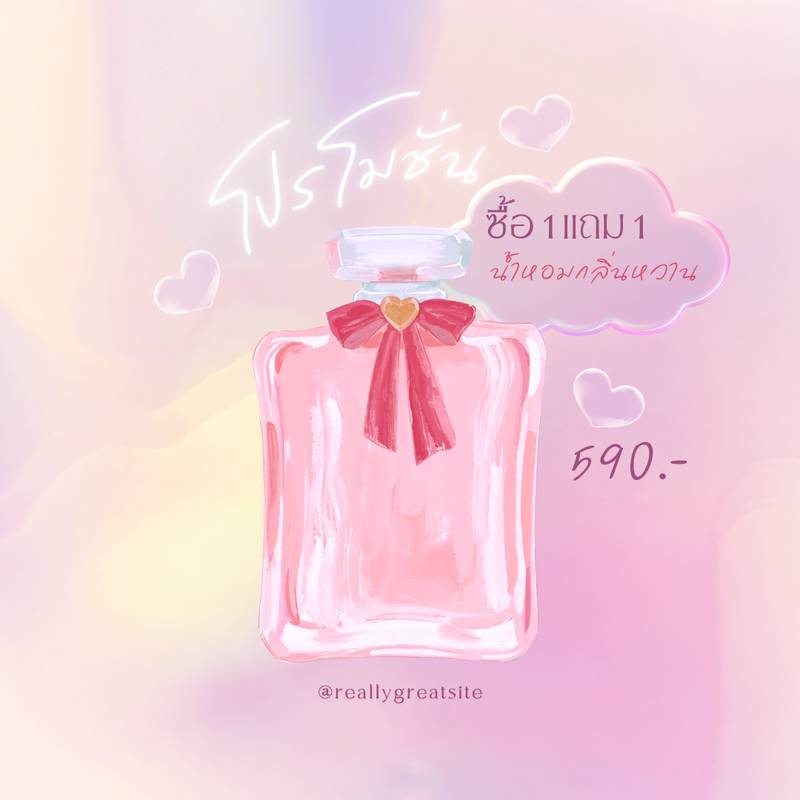 โปรโมชั่น
ซื้อ 1 แถม 1
น้ำหอมกลิ่นหวาน
590.-
@reallygreatsite